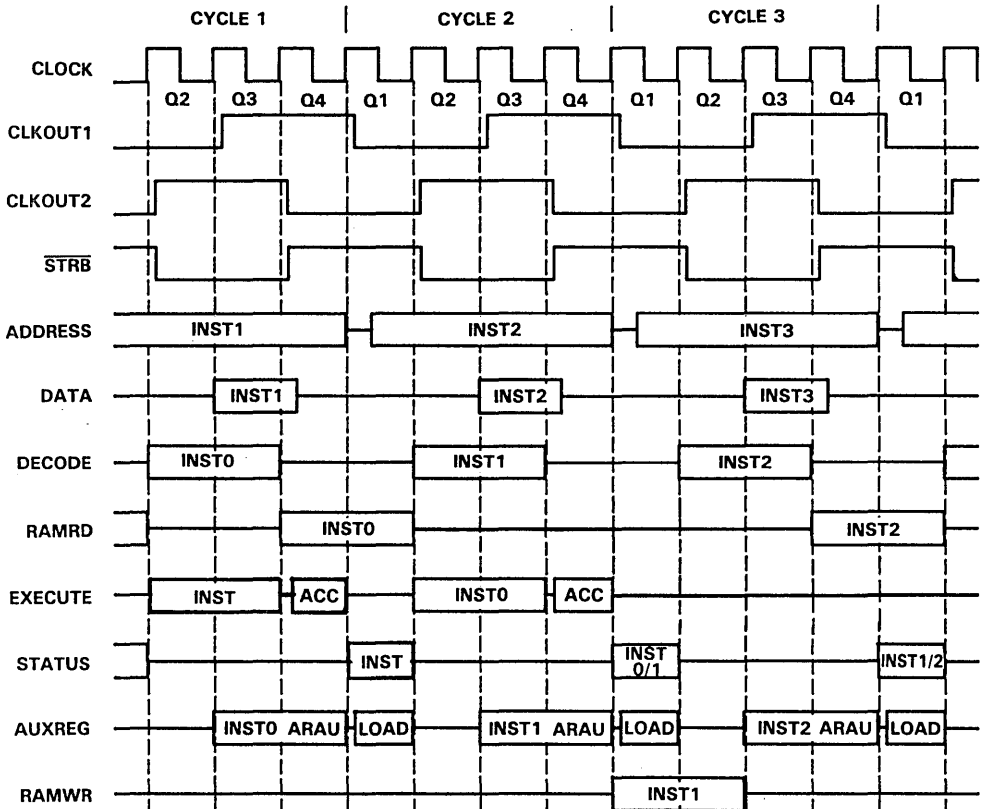 CYCLE 1 CYCLE 2 CYCLE 3
CLOCK
Q2 Q3 Q4 Q1 Q2 Q3 Q4 Q1 Q2 Q3 Q4 Q1
CLKOUT1
CLKOUT2
STRB
ADDRESS INST1 INST2 INST3
DATA INST1 INST2 INST3
DECODE INST0 INST1 INST2
RAMRD INST0 INST2
EXECUTE INST ACC INST0 ACC
STATUS INST INST 0/1 INST1/2
AUXREG INST0 ARAU LOAD INST1 ARAU LOAD INST2 ARAU LOAD
RAMWR INST1